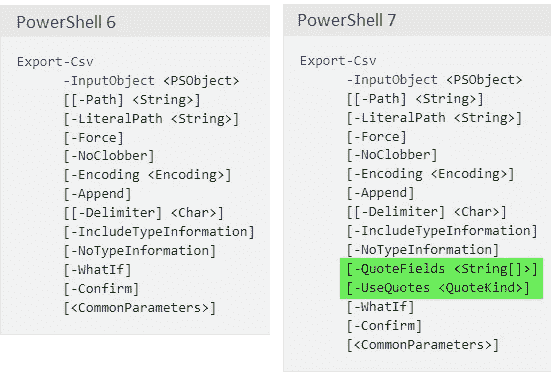 PowerShell 6
Export-Csv
-InputObject <PSObject>
[[-Path] <String>]
[-LiteralPath <String>]
[-Force]
[-NoClobber]
[-Encoding <Encoding>]
[-Append]
[[-Delimiter] <Char>]
[-IncludeTypeInformation]
[-NoTypeInformation]
[-WhatIf]
[-Confirm]
[<CommonParameters>]
PowerShell 7
Export-Csv
-InputObject <PSObject>
[[-Path] <String>]
[-LiteralPath <String>]
[-Force]
[-NoClobber]
[-Encoding <Encoding>]
[-Append]
[[-Delimiter] <Char>]
[-IncludeTypeInformation]
[-NoTypeInformation]
[-QuoteFields <String[]>]
[-UseQuotes <QuoteKind>]
[-WhatIf]
[-Confirm]
[<CommonParameters>]